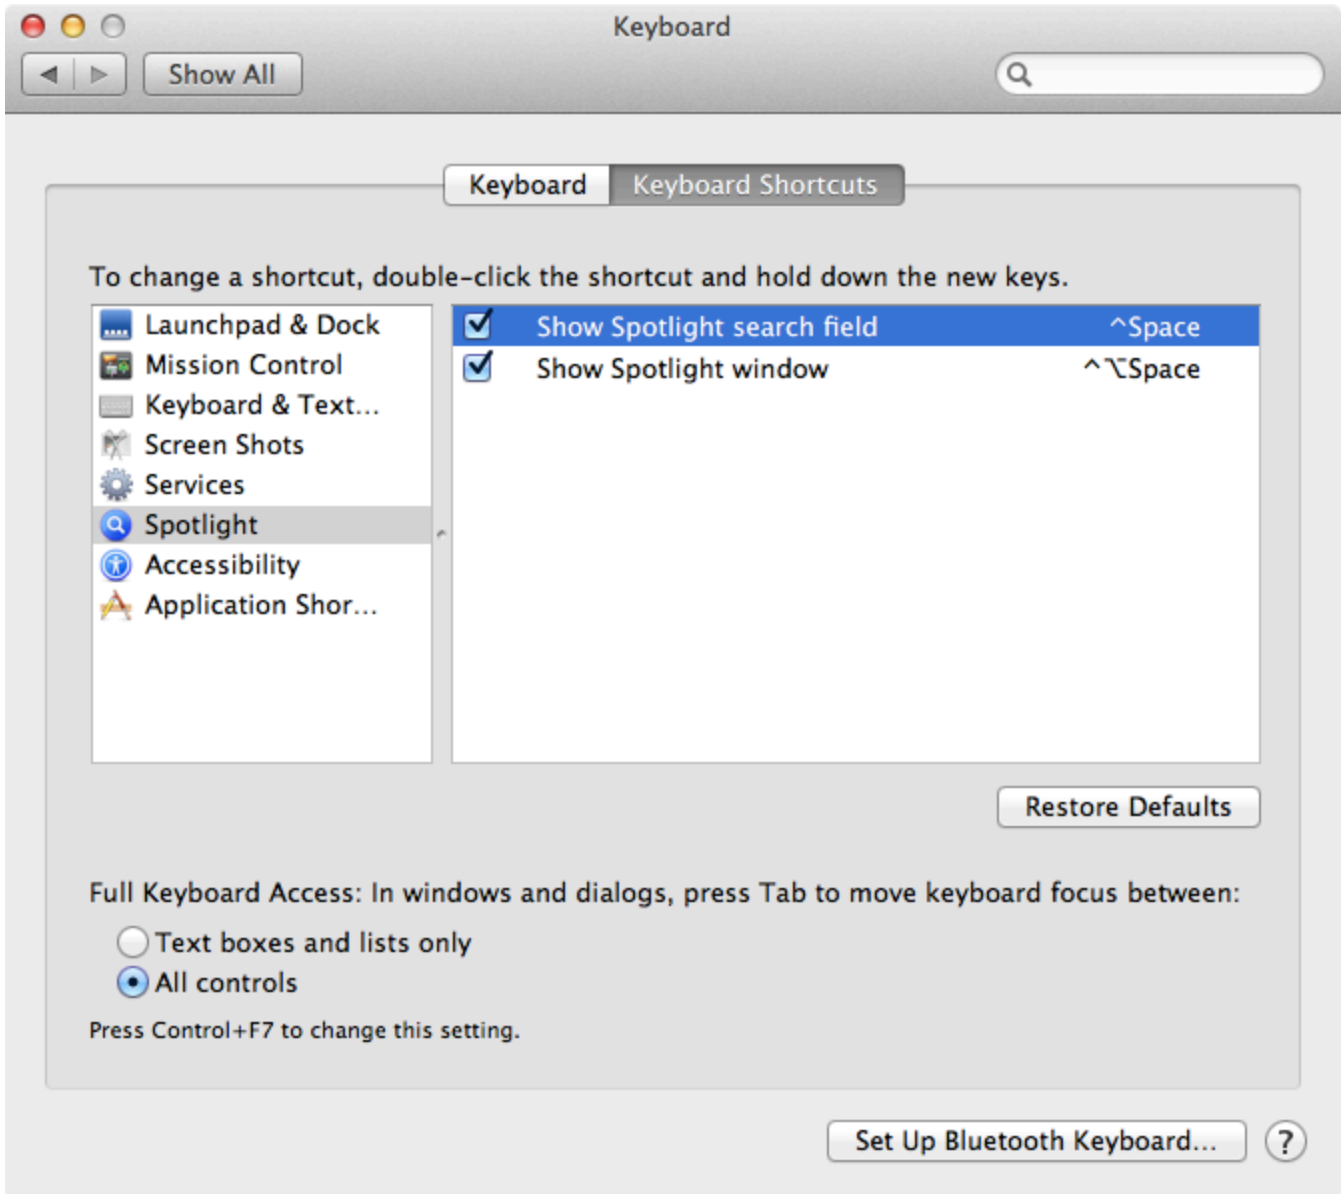 Keyboard
Show All
Keyboard Keyboard Shortcuts
To change a shortcut, double-click the shortcut and hold down the new keys.
Launchpad & Dock
Mission Control
Keyboard & Text...
Screen Shots
Services
Spotlight
Accessibility
Application Shor...
Show Spotlight search field ^Space
Show Spotlight window ^⌥Space
Restore Defaults
Full Keyboard Access: In windows and dialogs, press Tab to move keyboard focus between:
Text boxes and lists only
All controls
Press Control+F7 to change this setting.
Set Up Bluetooth Keyboard... ?